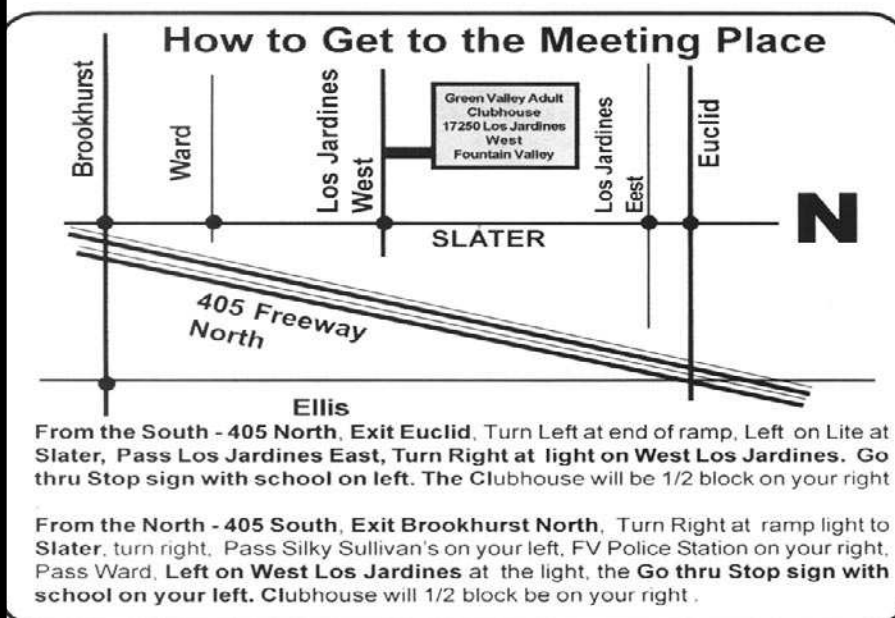 How to Get to the Meeting Place
Brookhurst
Ward
Los Jardines
West
Green Valley Adult
Clubhouse
17250 Los Jardines
West
Fountain Valley
Los Jardines
Eest
Euclid
N
SLATER
405 Freeway
North
Ellis
From the South - 405 North, Exit Euclid, Turn Left at end of ramp, Left on Lite at
Slater, Pass Los Jardines East, Turn Right at light on West Los Jardines. Go
thru Stop sign with school on left. The Clubhouse will be 1/2 block on your right
From the North - 405 South, Exit Brookhurst North, Turn Right at ramp light to
Slater, turn right, Pass Silky Sullivan's on your left, FV Police Station on your right,
Pass Ward, Left on West Los Jardines at the light, the Go thru Stop sign with
school on your left. Clubhouse will 1/2 block be on your right .